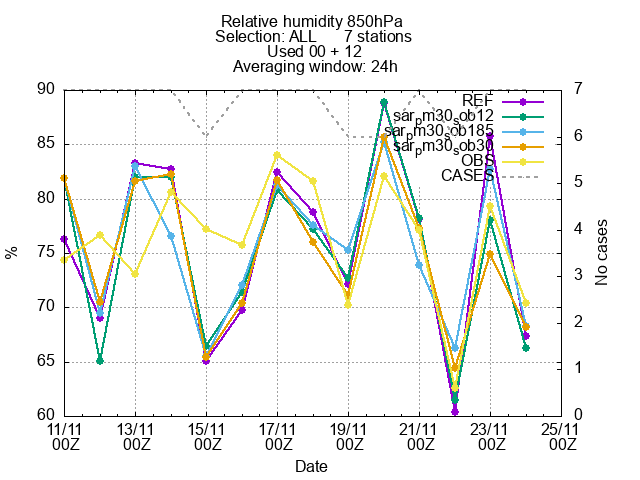 Relative humidity 850hPa
Selection: ALL 7 stations
Used 00 + 12
Averaging window: 24h
90 7
REF
sar_pm30_sob12
85 6
sar_pm30_sob185
sar_pm30_sob30
OBS
CASES
80 5
75 4
% No cases
70 3
2
65 1
60 0
11/11 13/11 15/11 17/11 19/11 21/11 23/11 25/11
00Z 00Z 00Z 00Z 00Z 00Z 00Z 00Z
Date